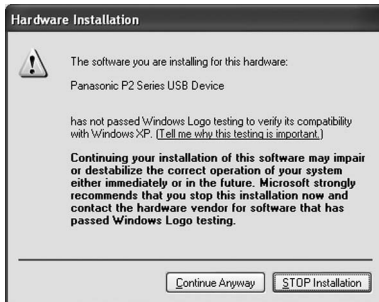 Hardware Installation
The software you are installing for this hardware:
Panasonic P2 Series USB Device
has not passed Windows Logo testing to verify its compatibility
with Windows XP. (Tell me why this testing is important.)
Continuing your installation of this software may impair
or destabilize the correct operation of your system
either immediately or in the future. Microsoft strongly
recommends that you stop this installation now and
contact the hardware vendor for software that has
passed Windows Logo testing.
Continue Anyway
STOP Installation